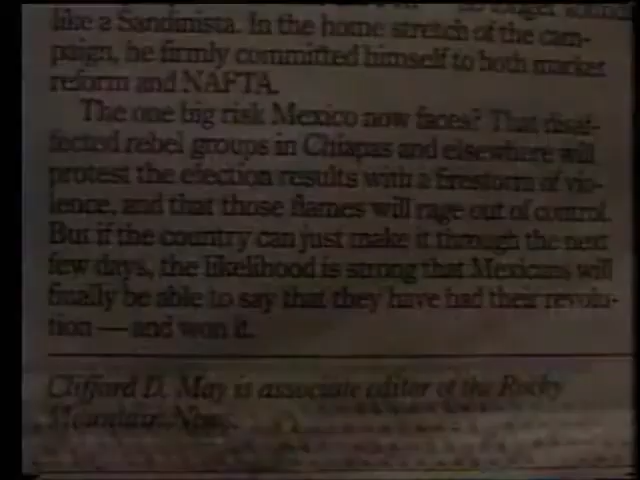 no longer sound
like a Sandinista. In the home stretch of the cam-
paign, he firmly committed himself to both market
reform and NAFTA.
The one big risk Mexico now faces? That disaf-
fected rebel groups in Chiapas and elsewhere will
protest the election results with a firestorm of vio-
lence, and that those flames will rage out of control.
But if the country can just make it through the next
few days, the likelihood is strong that Mexicans will
finally be able to say that they have had their revolu-
tion — and won it.
Clifford D. May is associate editor of the Rocky
Mountain News.